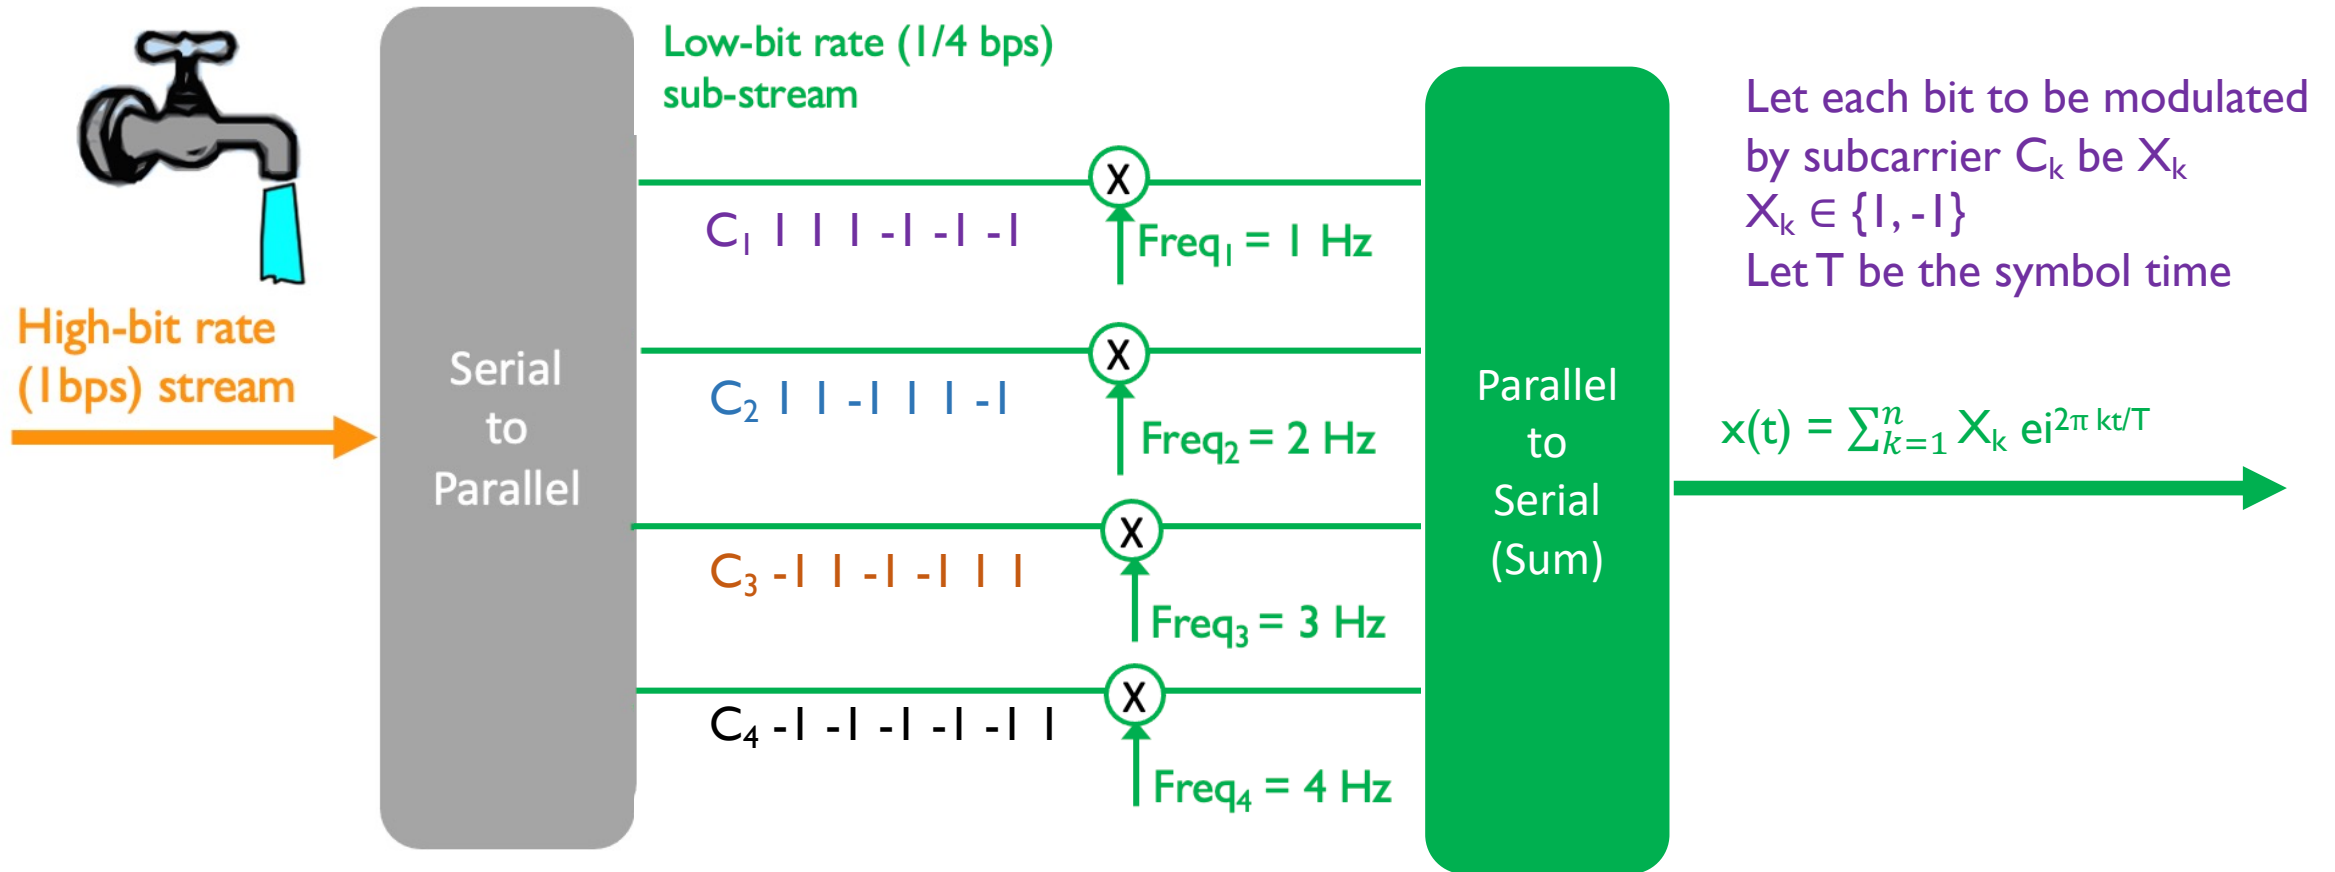 High-bit rate
(1bps) stream
Serial
to
Parallel
Low-bit rate (1/4 bps)
sub-stream
X
C₁ 1 1 1 -1 -1 -1
Freq₁ = 1 Hz
X
C₂ 1 1 -1 1 1 -1
Freq₂ = 2 Hz
X
C₃ -1 1 -1 -1 1 1
Freq₃ = 3 Hz
X
C₄ -1 -1 -1 -1 -1 1
Freq₄ = 4 Hz
Parallel
to
Serial
(Sum)
Let each bit to be modulated
by subcarrier Cₖ be Xₖ
Xₖ ∈ {1, -1}
Let T be the symbol time
x(t) = ∑ⁿₖ₌₁ Xₖ ei^{2π kt/T}